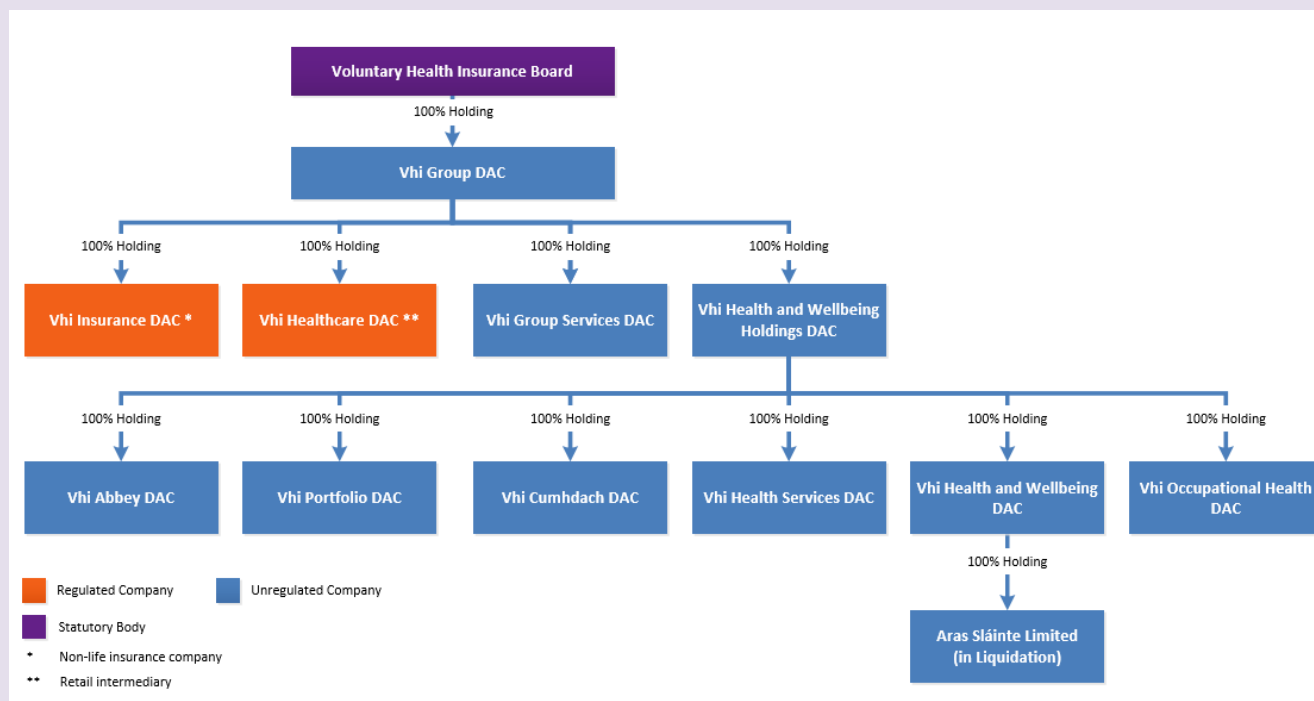 Voluntary Health Insurance Board
100% Holding
Vhi Group DAC
100% Holding
100% Holding
100% Holding
100% Holding
Vhi Insurance DAC *
Vhi Healthcare DAC **
Vhi Group Services DAC
Vhi Health and Wellbeing
Holdings DAC
100% Holding
100% Holding
100% Holding
100% Holding
100% Holding
100% Holding
Vhi Abbey DAC
Vhi Portfolio DAC
Vhi Cumhdach DAC
Vhi Health Services DAC
Vhi Health and Wellbeing
DAC
Vhi Occupational Health
DAC
100% Holding
Aras Sláinte Limited
(in Liquidation)
Regulated Company
Unregulated Company
Statutory Body
* Non-life insurance company
** Retail intermediary